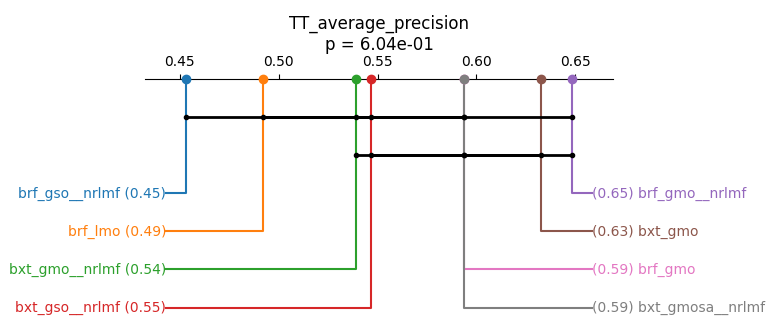 TT_average_precision
p = 6.04e-01
0.45 0.50 0.55 0.60 0.65
brf_gso__nrlmf (0.45) (0.65) brf_gmo__nrlmf
brf_lmo (0.49) (0.63) bxt_gmo
bxt_gmo__nrlmf (0.54) (0.59) brf_gmo
bxt_gso__nrlmf (0.55) (0.59) bxt_gmosa__nrlmf